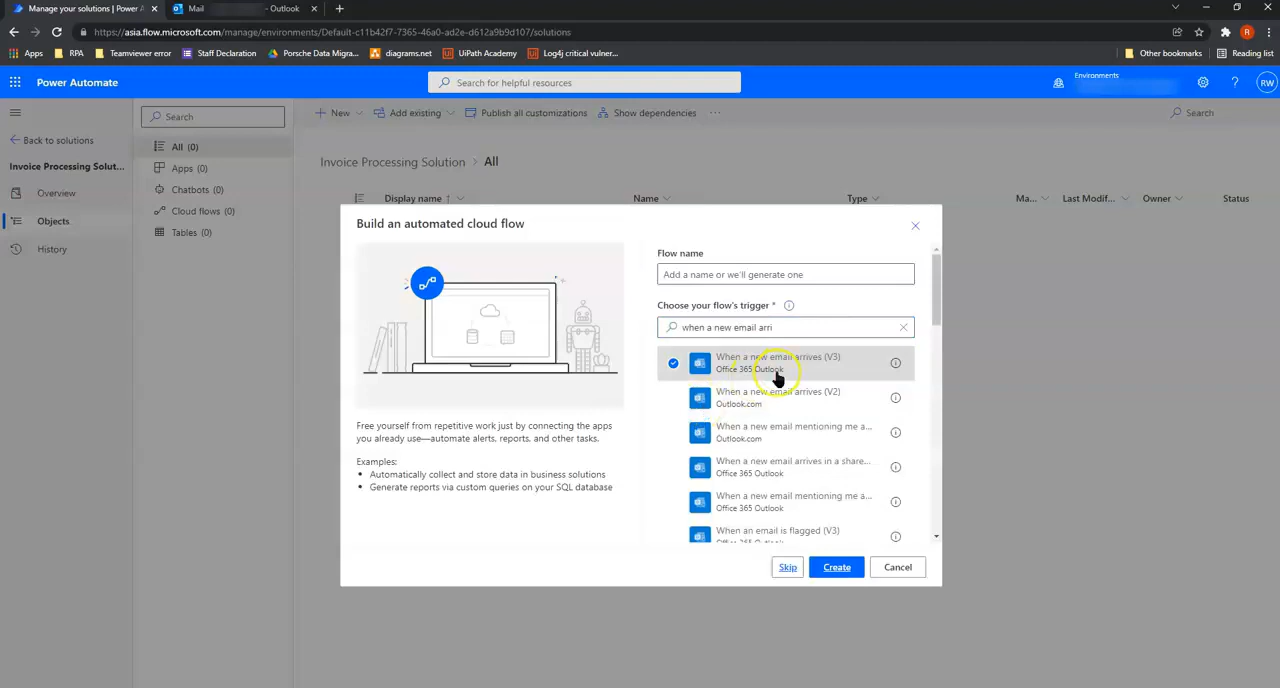 Manage your solutions | Power A
Mail
- Outlook
https://asia.flow.microsoft.com/manage/environments/Default-c11b42f7-7365-46a0-ad2d-d612a9b9d107/solutions
Apps
RPA
Teamviewer error
Staff Declaration
Porsche Data Migra...
diagrams.net
UiPath Academy
Log4j critical vulner...
Other bookmarks
Reading list
Power Automate
Search for helpful resources
Environments
RW
Back to solutions
Invoice Processing Solut...
Overview
Objects
History
Search
All (0)
Apps (0)
Chatbots (0)
Cloud flows (0)
Tables (0)
New
Add existing
Publish all customizations
Show dependencies
Search
Invoice Processing Solution > All
Display name ↑
Name
Type
Ma...
Last Modif...
Owner
Status
Build an automated cloud flow
Free yourself from repetitive work just by connecting the apps
you already use—automate alerts, reports, and other tasks.
Examples:
• Automatically collect and store data in business solutions
• Generate reports via custom queries on your SQL database
Flow name
Add a name or we'll generate one
Choose your flow's trigger *
when a new email arri
When a new email arrives (V3)
Office 365 Outlook
When a new email arrives (V2)
Outlook.com
When a new email mentioning me a...
Outlook.com
When a new email arrives in a share...
Office 365 Outlook
When a new email mentioning me a...
Office 365 Outlook
When an email is flagged (V3)
Office 365 Outlook
Skip
Create
Cancel